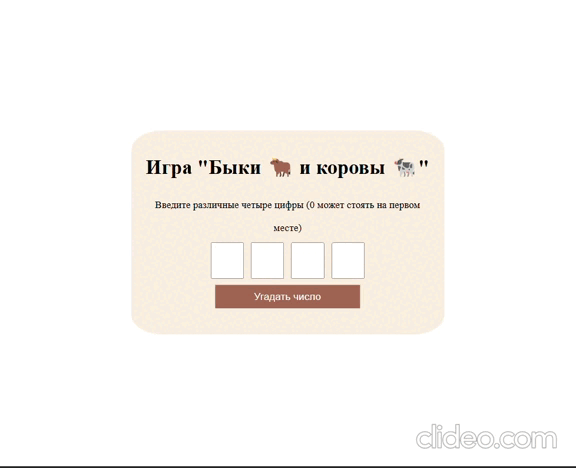 Игра "Быки 🐂 и коровы 🐄"
Введите различные четыре цифры (0 может стоять на первом
месте)
Угадать число
clideo.com